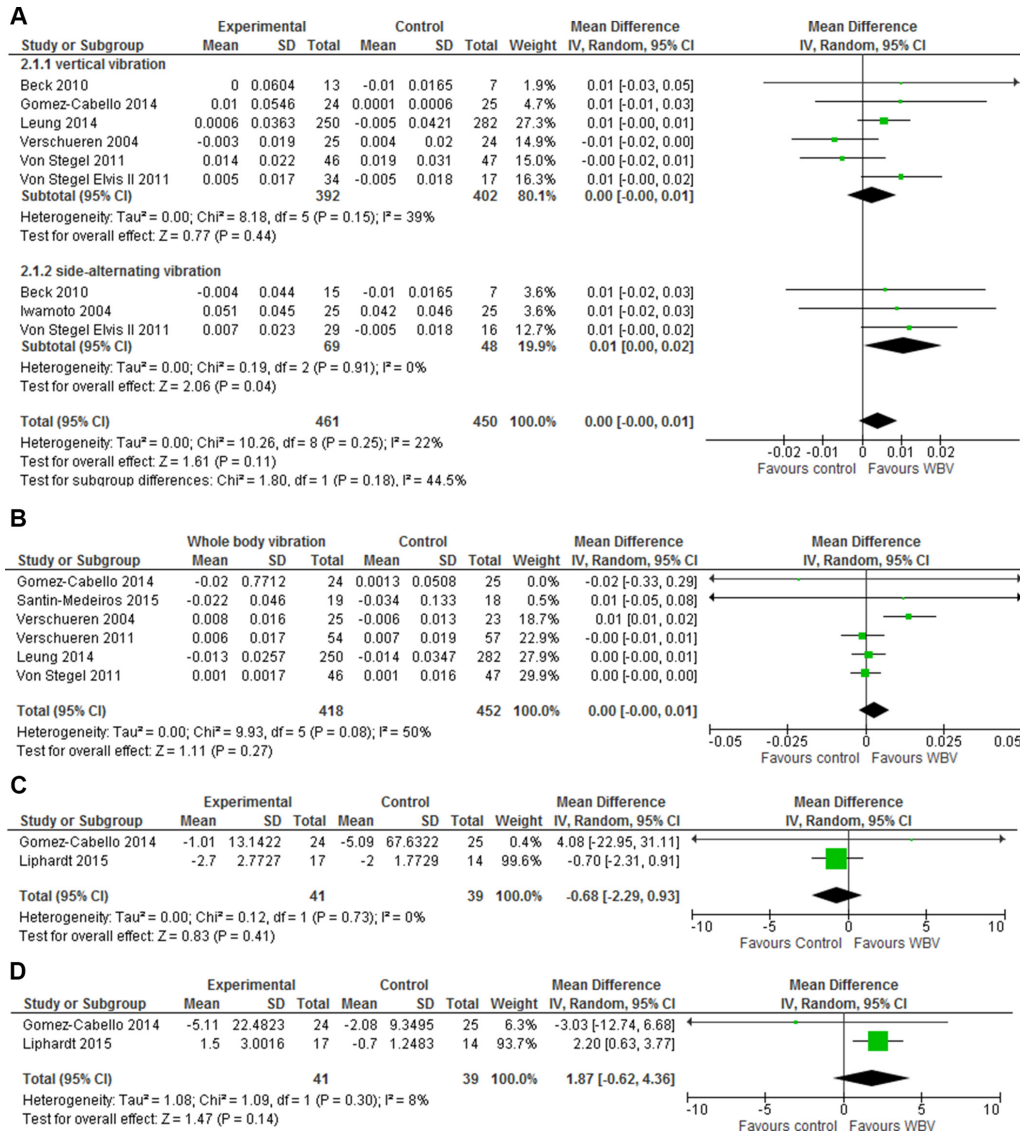 A
Experimental Control Mean Difference Mean Difference
Study or Subgroup Mean SD Total Mean SD Total Weight IV, Random, 95% CI IV, Random, 95% CI
2.1.1 vertical vibration
Beck 2010 0 0.0604 13 -0.01 0.0165 7 1.9% 0.01 [-0.03, 0.05]
Gomez-Cabello 2014 0.01 0.0546 24 0.0001 0.0006 25 4.7% 0.01 [-0.01, 0.03]
Leung 2014 0.0006 0.0363 250 -0.005 0.0421 282 27.3% 0.01 [-0.00, 0.01]
Verschueren 2004 -0.003 0.019 25 0.004 0.02 24 14.9% -0.01 [-0.02, 0.00]
Von Stegel 2011 0.014 0.022 46 0.019 0.031 47 15.0% -0.00 [-0.02, 0.01]
Von Stegel Elvis II 2011 0.005 0.017 34 -0.005 0.018 17 16.3% 0.01 [-0.00, 0.02]
Subtotal (95% CI) 392 402 80.1% 0.00 [-0.00, 0.01]
Heterogeneity: Tau² = 0.00; Chi² = 8.18, df = 5 (P = 0.15); I² = 39%
Test for overall effect: Z = 0.77 (P = 0.44)
2.1.2 side-alternating vibration
Beck 2010 -0.004 0.044 15 -0.01 0.0165 7 3.6% 0.01 [-0.02, 0.03]
Iwamoto 2004 0.051 0.045 25 0.042 0.046 25 3.6% 0.01 [-0.02, 0.03]
Von Stegel Elvis II 2011 0.007 0.023 29 -0.005 0.018 16 12.7% 0.01 [-0.00, 0.02]
Subtotal (95% CI) 69 48 19.9% 0.01 [0.00, 0.02]
Heterogeneity: Tau² = 0.00; Chi² = 0.19, df = 2 (P = 0.91); I² = 0%
Test for overall effect: Z = 2.06 (P = 0.04)
Total (95% CI) 461 450 100.0% 0.00 [-0.00, 0.01]
Heterogeneity: Tau² = 0.00; Chi² = 10.26, df = 8 (P = 0.25); I² = 22%
Test for overall effect: Z = 1.61 (P = 0.11)
Test for subgroup differences: Chi² = 1.80, df = 1 (P = 0.18), I² = 44.5%
-0.02 -0.01 0 0.01 0.02
Favours control Favours WBV
B
Whole body vibration Control Mean Difference Mean Difference
Study or Subgroup Mean SD Total Mean SD Total Weight IV, Random, 95% CI IV, Random, 95% CI
Gomez-Cabello 2014 -0.02 0.7712 24 0.0013 0.0508 25 0.0% -0.02 [-0.33, 0.29]
Santin-Medeiros 2015 -0.022 0.046 19 -0.034 0.133 18 0.5% 0.01 [-0.05, 0.08]
Verschueren 2004 0.008 0.016 25 -0.006 0.013 23 18.7% 0.01 [0.01, 0.02]
Verschueren 2011 0.006 0.017 54 0.007 0.019 57 22.9% -0.00 [-0.01, 0.01]
Leung 2014 -0.013 0.0257 250 -0.014 0.0347 282 27.9% 0.00 [-0.00, 0.01]
Von Stegel 2011 0.001 0.0017 46 0.001 0.016 47 29.9% 0.00 [-0.00, 0.00]
Total (95% CI) 418 452 100.0% 0.00 [-0.00, 0.01]
Heterogeneity: Tau² = 0.00; Chi² = 9.93, df = 5 (P = 0.08); I² = 50%
Test for overall effect: Z = 1.11 (P = 0.27)
-0.05 -0.025 0 0.025 0.05
Favours control Favours WBV
C
Experimental Control Mean Difference Mean Difference
Study or Subgroup Mean SD Total Mean SD Total Weight IV, Random, 95% CI IV, Random, 95% CI
Gomez-Cabello 2014 -1.01 13.1422 24 -5.09 67.6322 25 0.4% 4.08 [-22.95, 31.11]
Liphardt 2015 -2.7 2.7727 17 -2 1.7729 14 99.6% -0.70 [-2.31, 0.91]
Total (95% CI) 41 39 100.0% -0.68 [-2.29, 0.93]
Heterogeneity: Tau² = 0.00; Chi² = 0.12, df = 1 (P = 0.73); I² = 0%
Test for overall effect: Z = 0.83 (P = 0.41)
-10 -5 0 5 10
Favours Control Favours WBV
D
Experimental Control Mean Difference Mean Difference
Study or Subgroup Mean SD Total Mean SD Total Weight IV, Random, 95% CI IV, Random, 95% CI
Gomez-Cabello 2014 -5.11 22.4823 24 -2.08 9.3495 25 6.3% -3.03 [-12.74, 6.68]
Liphardt 2015 1.5 3.0016 17 -0.7 1.2483 14 93.7% 2.20 [0.63, 3.77]
Total (95% CI) 41 39 100.0% 1.87 [-0.62, 4.36]
Heterogeneity: Tau² = 1.08; Chi² = 1.09, df = 1 (P = 0.30); I² = 8%
Test for overall effect: Z = 1.47 (P = 0.14)
-10 -5 0 5 10
Favours control Favours WBV